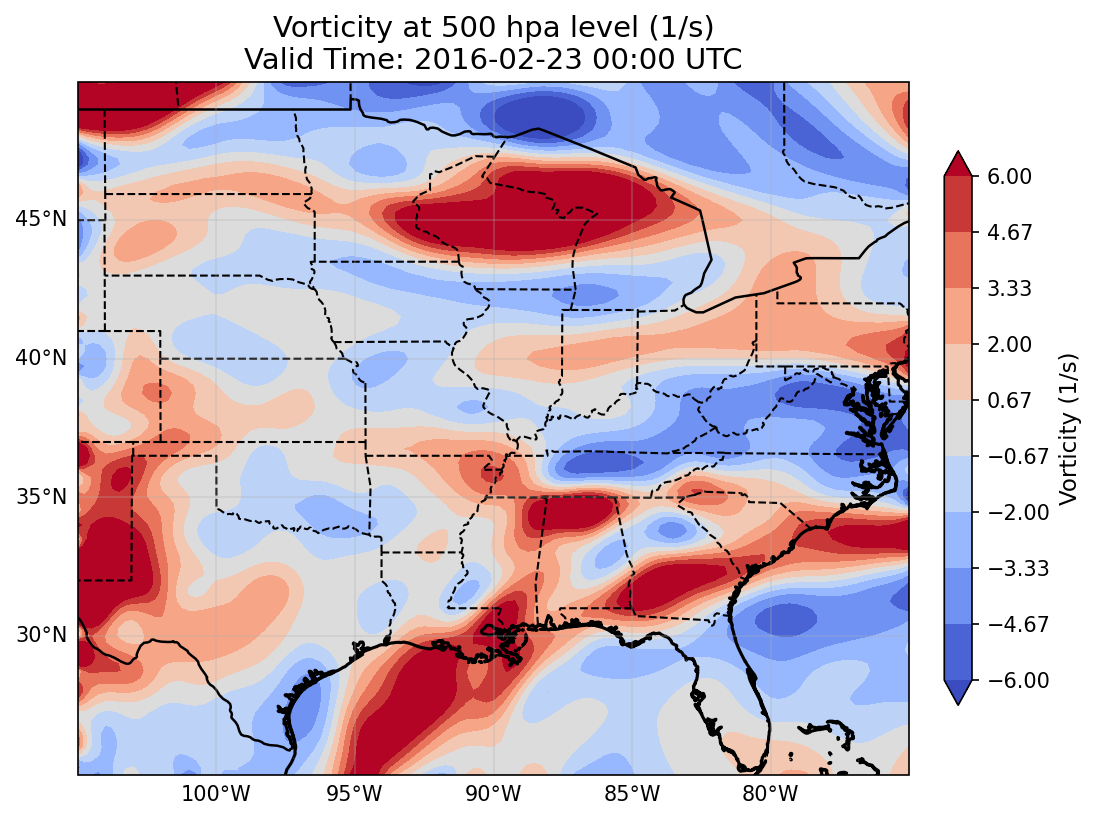 Vorticity at 500 hpa level (1/s)
Valid Time: 2016-02-23 00:00 UTC
45°N
40°N
35°N
30°N
100°W
95°W
90°W
85°W
80°W
6.00
4.67
3.33
2.00
0.67
−0.67
−2.00
−3.33
−4.67
−6.00
Vorticity (1/s)